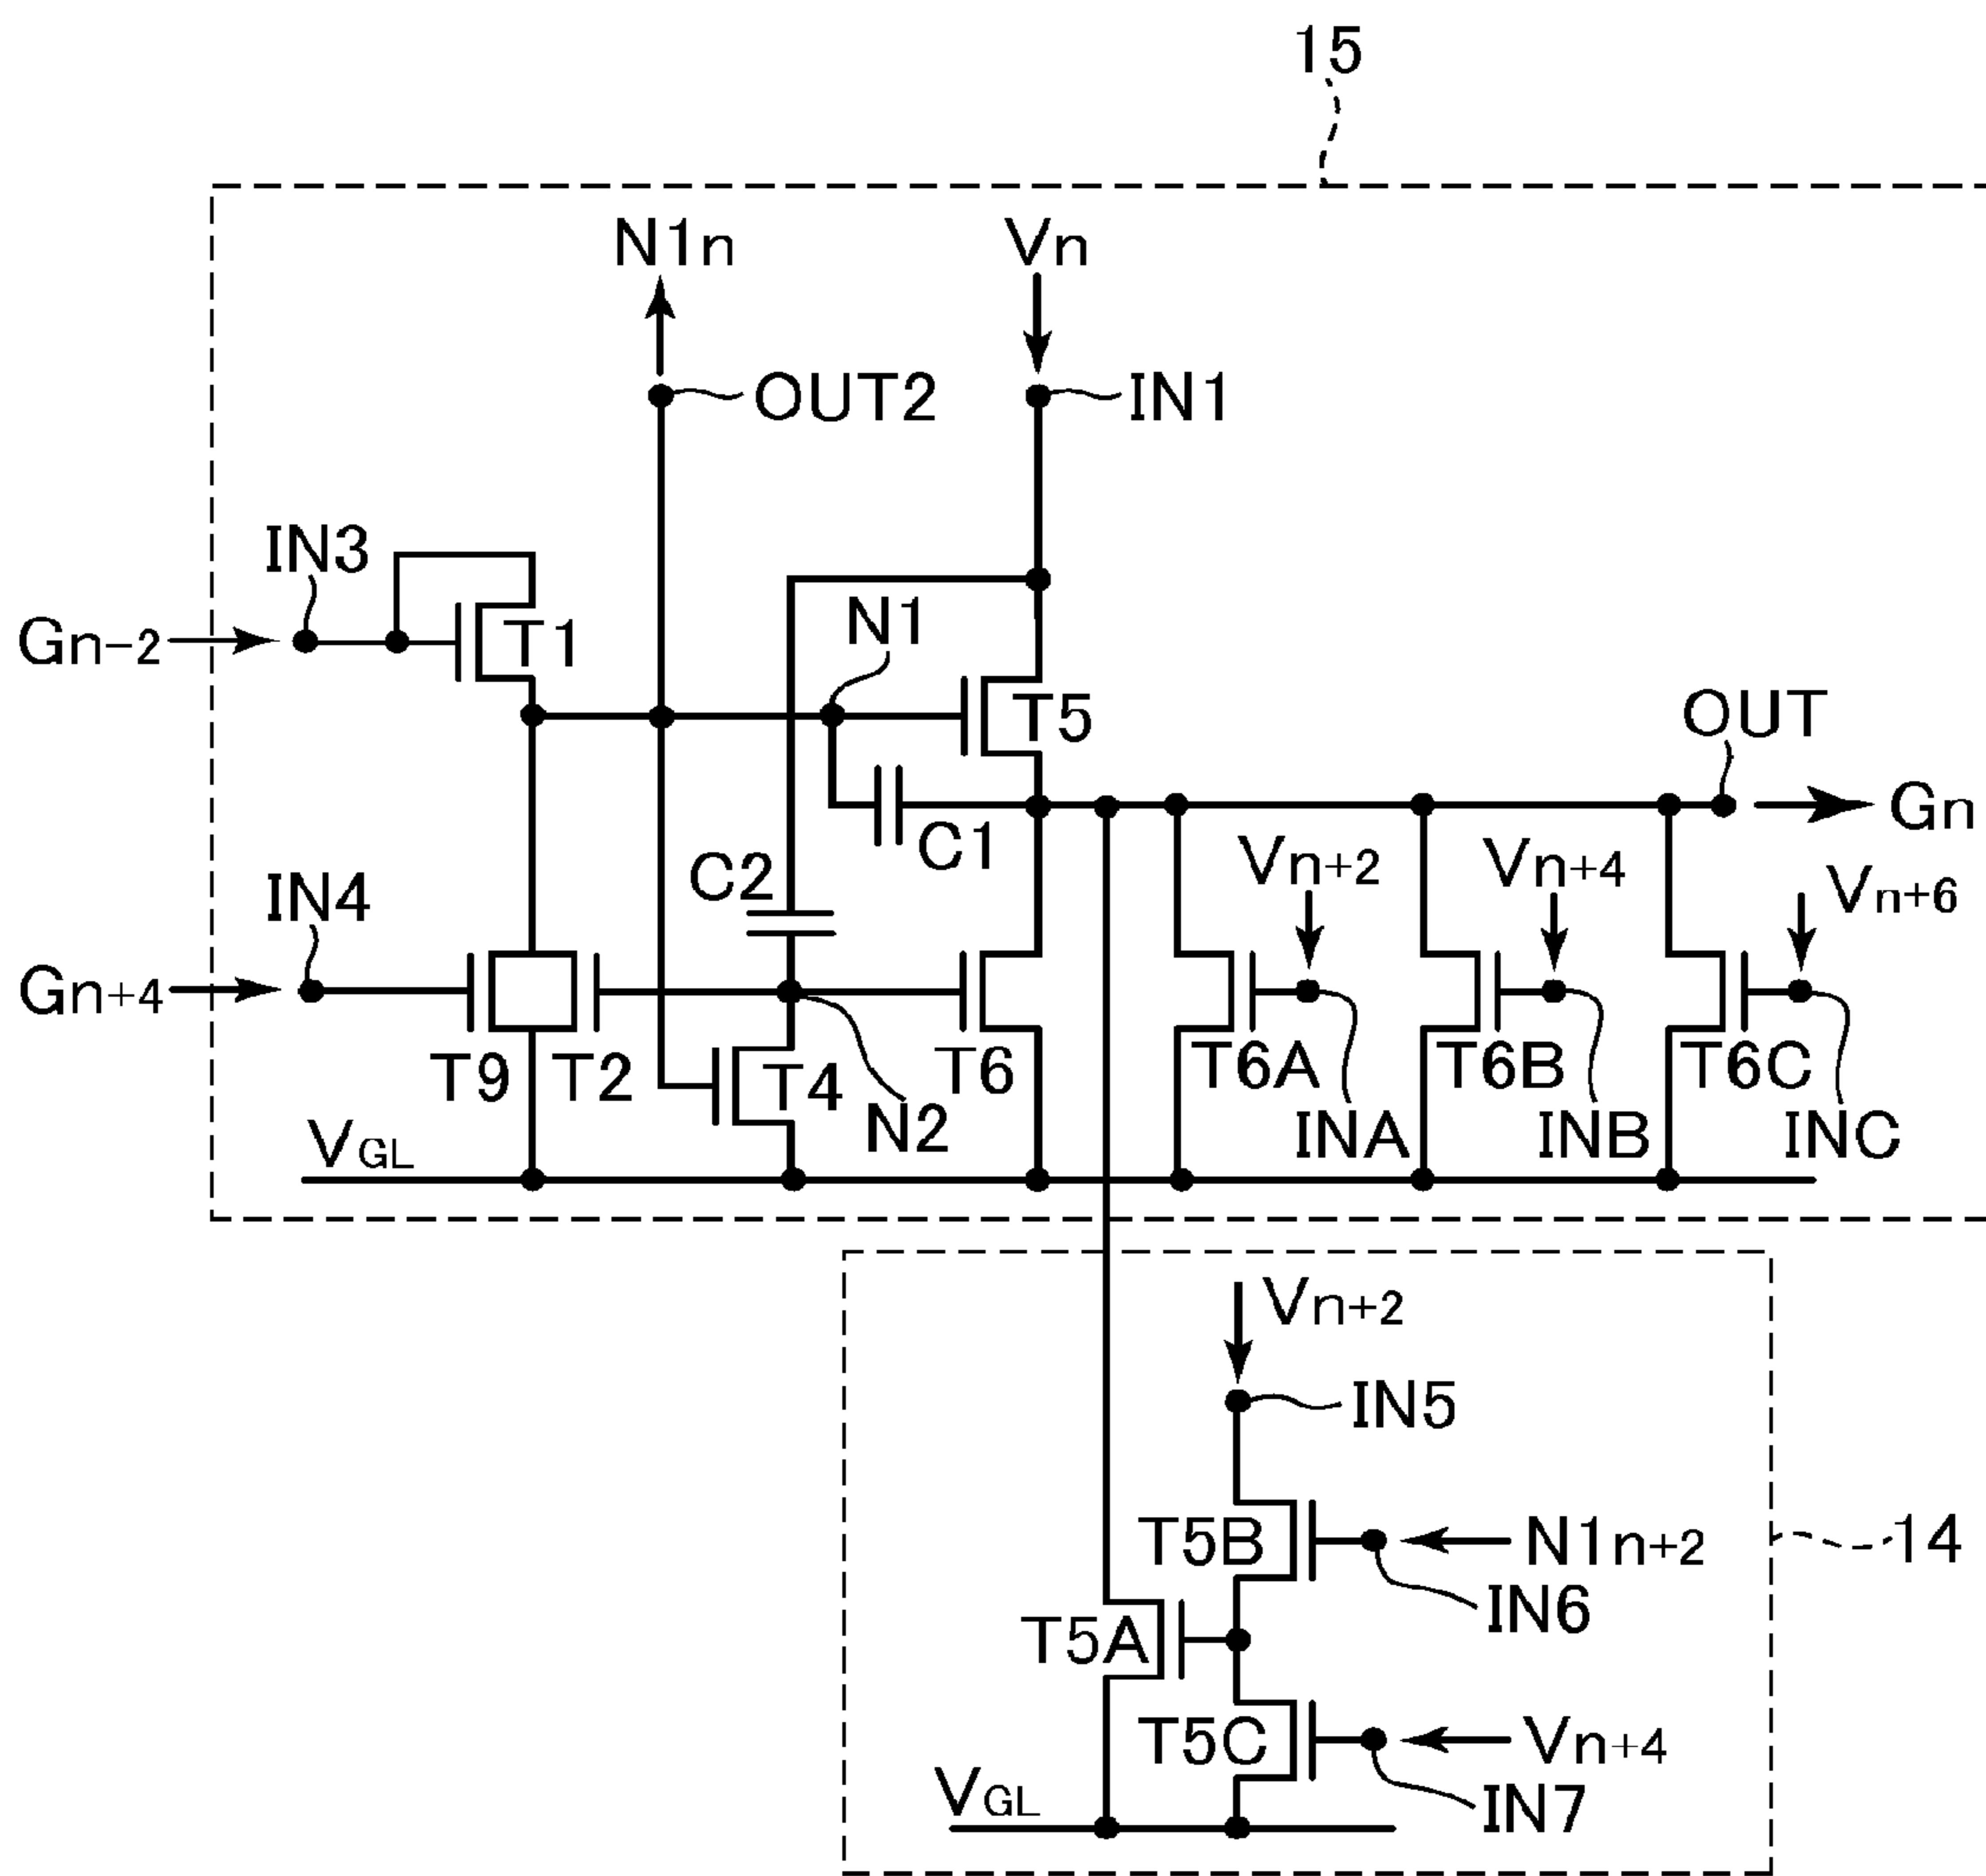 15
N1n
Vn
OUT2
IN1
IN3
N1
Gn-2
T1
T5
OUT
C1
Gn
C2
Vn+2
Vn+4
Vn+6
IN4
Gn+4
T9
T2
T4
T6
T6A
T6B
T6C
N2
VGL
INA
INB
INC
Vn+2
IN5
T5B
N1n+2
14
IN6
T5A
T5C
Vn+4
VGL
IN7